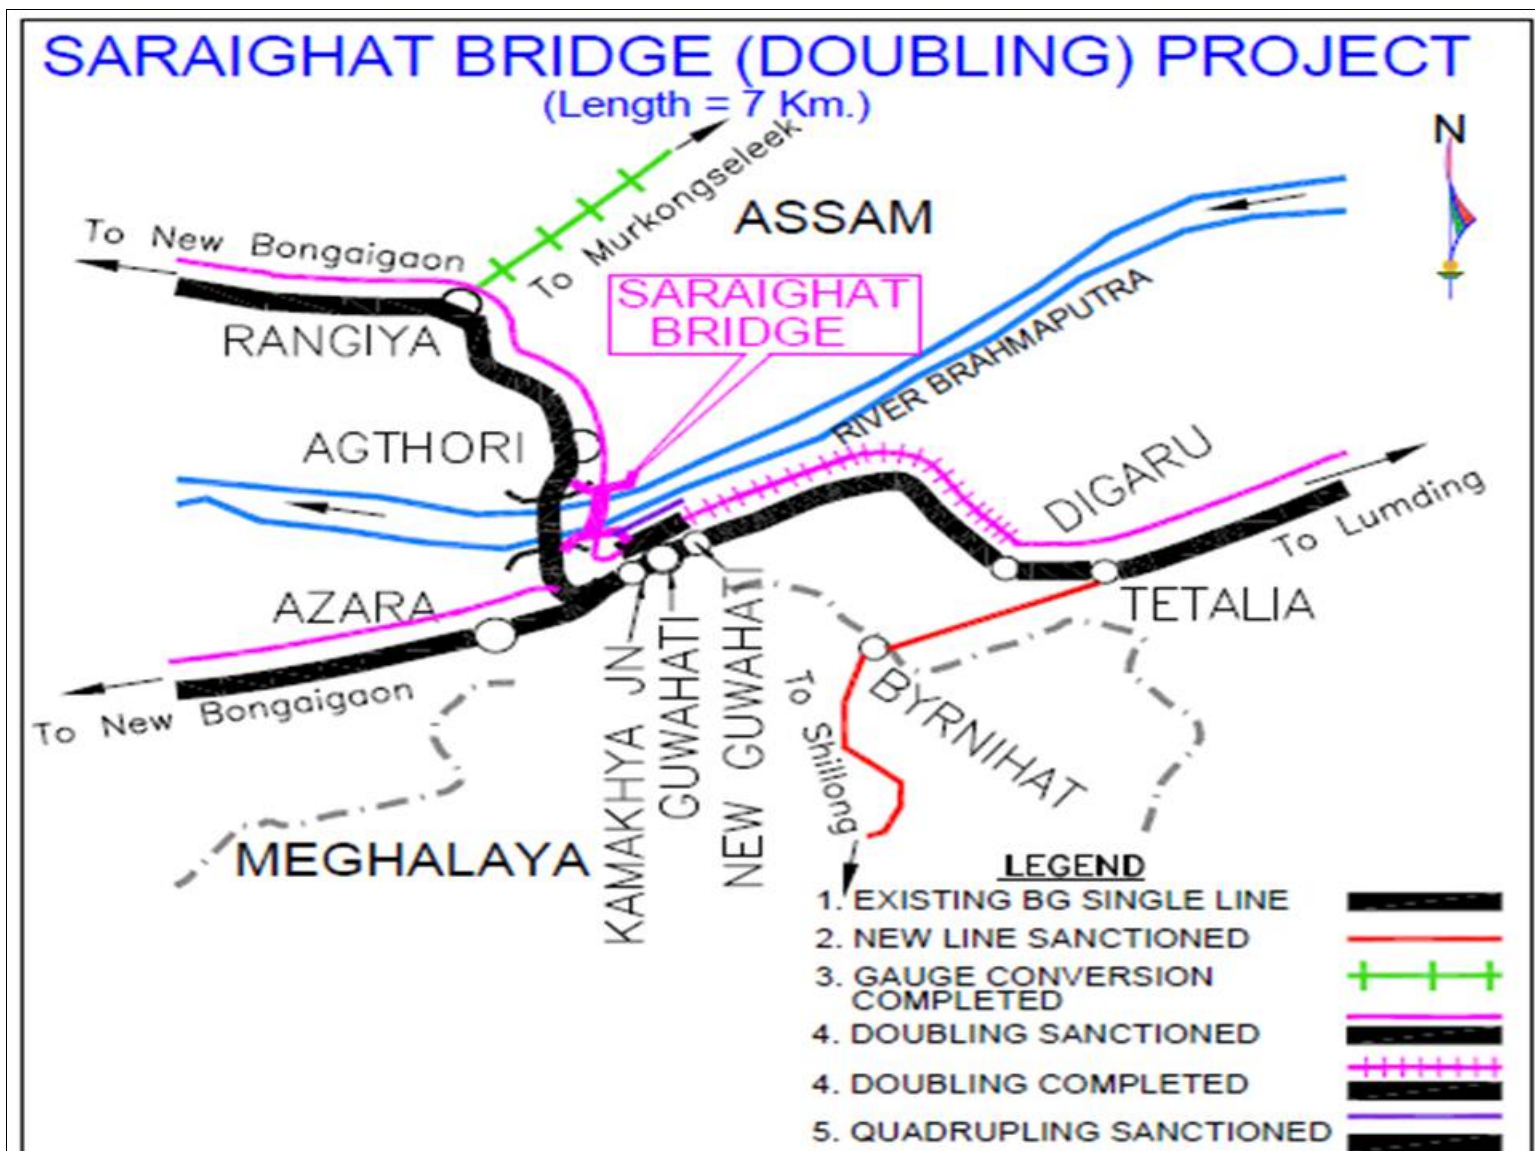 SARAIGHAT BRIDGE (DOUBLING) PROJECT
(Length = 7 Km.)
N
To Murkongseleek
ASSAM
To New Bongaigaon
SARAIGHAT
BRIDGE
RANGIYA
RIVER BRAHMAPUTRA
AGTHORI
DIGARU
To Lumding
AZARA
TETALIA
To New Bongaigaon
KAMAKHYA JN
GUWAHATI
NEW GUWAHATI
To Shillong
BYRNIHAT
MEGHALAYA
LEGEND
1. EXISTING BG SINGLE LINE
2. NEW LINE SANCTIONED
3. GAUGE CONVERSION
COMPLETED
4. DOUBLING SANCTIONED
4. DOUBLING COMPLETED
5. QUADRUPLING SANCTIONED